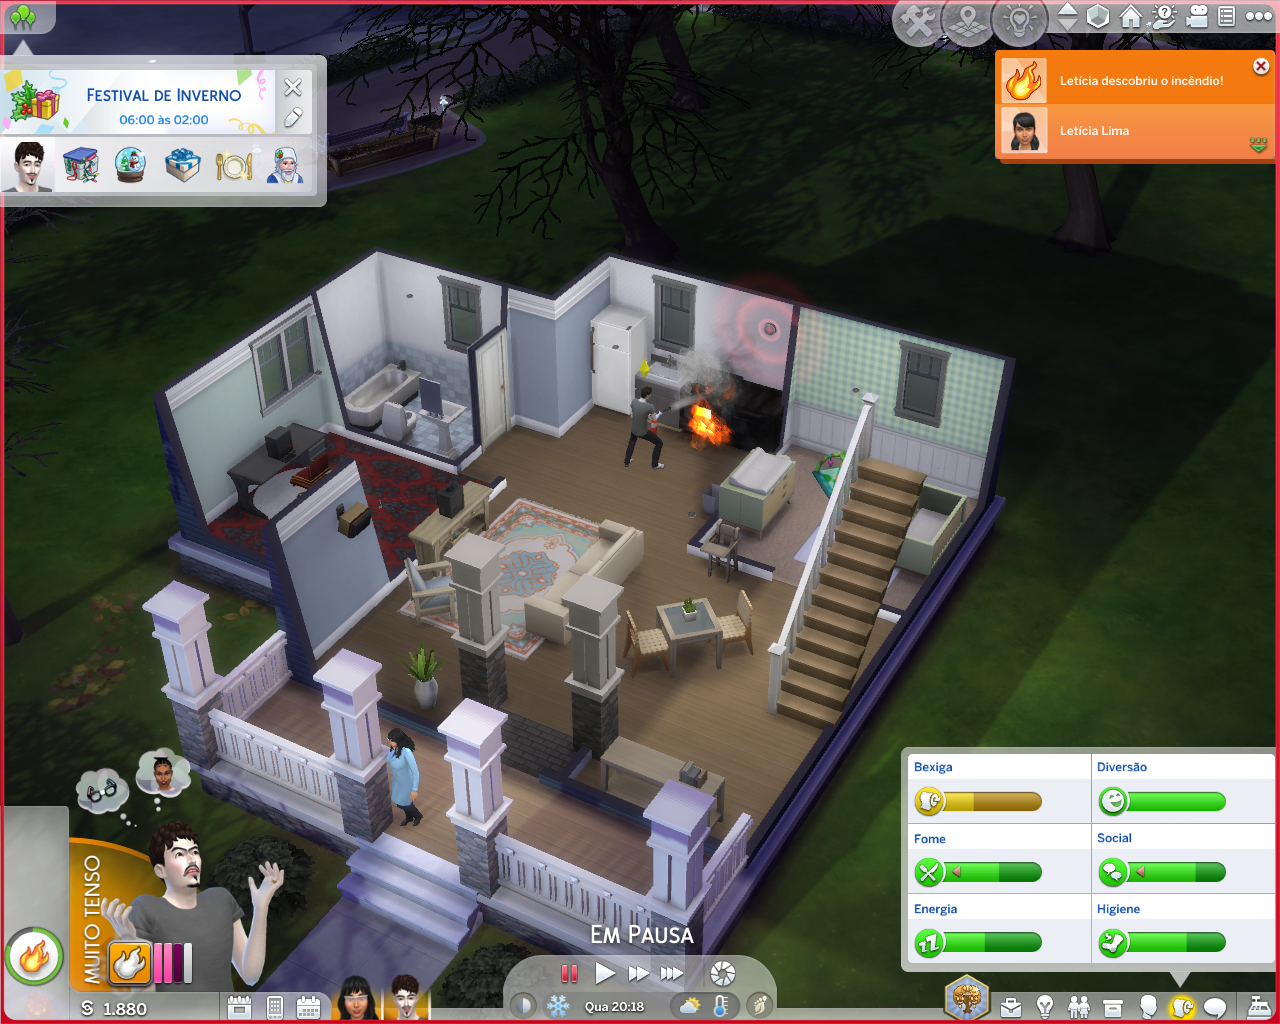 FESTIVAL DE INVERNO
06:00 às 02:00
Letícia descobriu o incêndio!
Letícia Lima
Bexiga
Diversão
Fome
Social
Energia
Higiene
MUITO TENSO
EM PAUSA
Qua 20:18
S 1.880